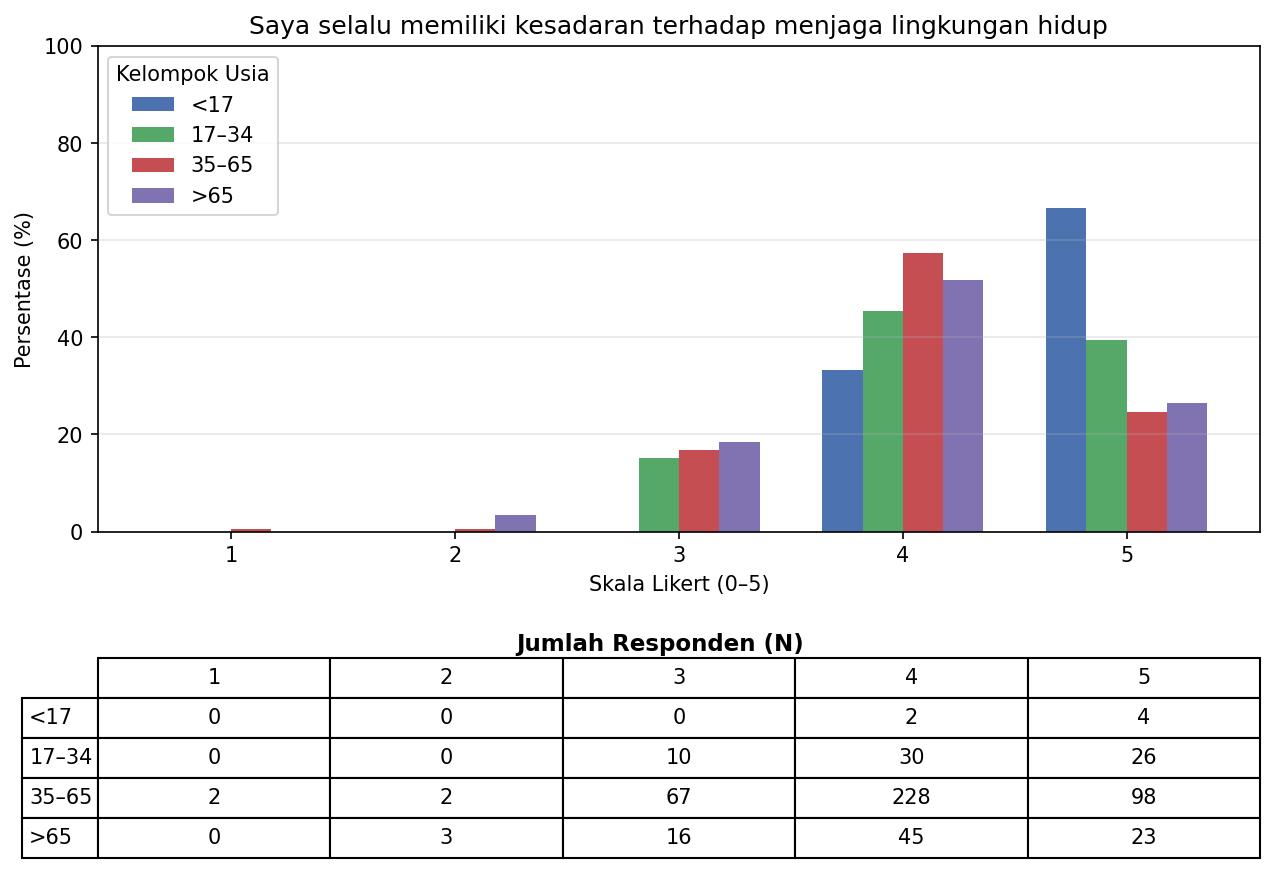 Saya selalu memiliki kesadaran terhadap menjaga lingkungan hidup
Persentase (%)
100
80
60
40
20
0
Kelompok Usia
<17
17–34
35–65
>65
1 2 3 4 5
Skala Likert (0–5)
Jumlah Responden (N)
1 2 3 4 5
<17 0 0 0 2 4
17–34 0 0 10 30 26
35–65 2 2 67 228 98
>65 0 3 16 45 23